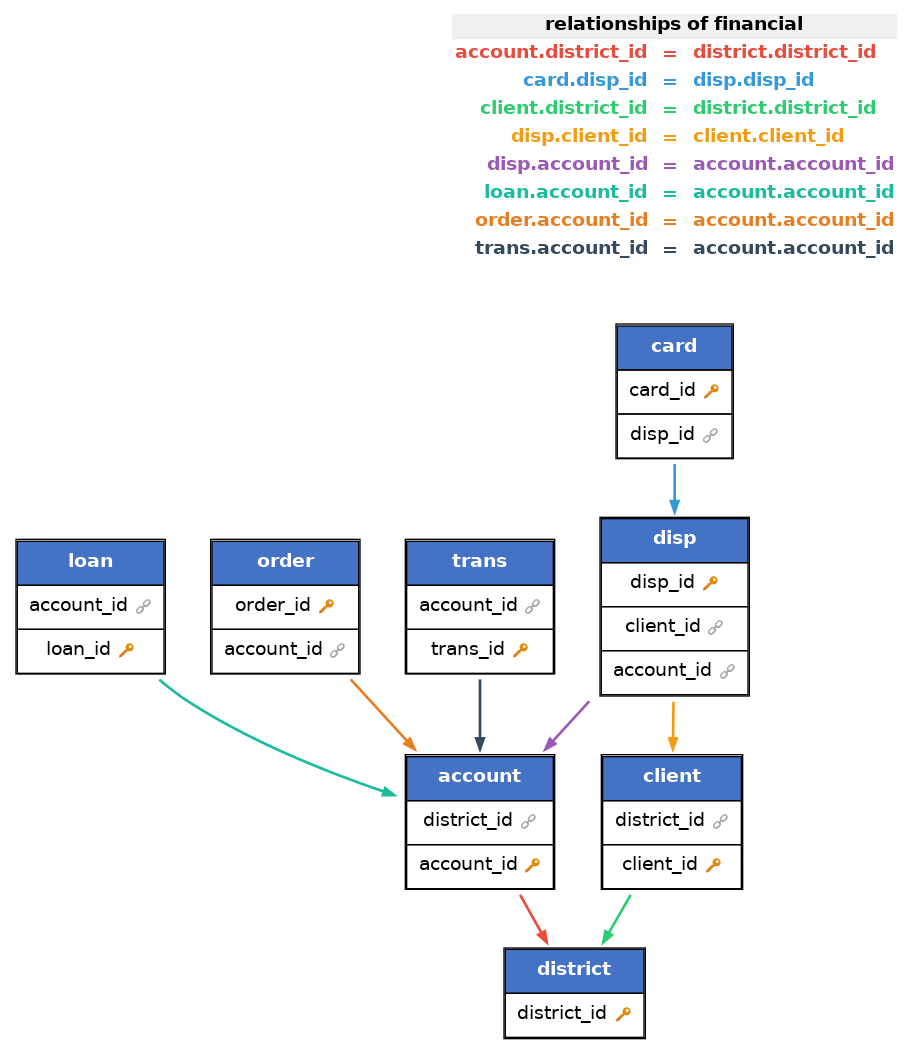 relationships of financial
account.district_id = district.district_id
card.disp_id = disp.disp_id
client.district_id = district.district_id
disp.client_id = client.client_id
disp.account_id = account.account_id
loan.account_id = account.account_id
order.account_id = account.account_id
trans.account_id = account.account_id
card
card_id
disp_id
disp
disp_id
client_id
account_id
loan
account_id
loan_id
order
order_id
account_id
trans
account_id
trans_id
account
district_id
account_id
client
district_id
client_id
district
district_id